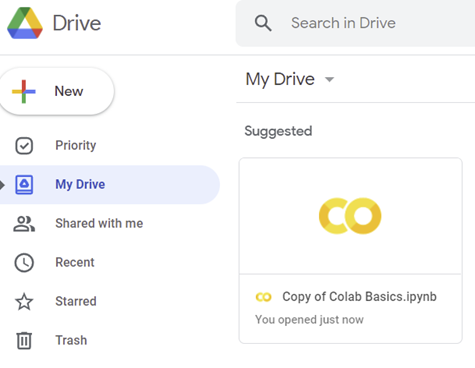 Drive
Search in Drive
New
My Drive
Priority
Suggested
My Drive
Shared with me
Recent
Copy of Colab Basics.ipynb
Starred
You opened just now
Trash